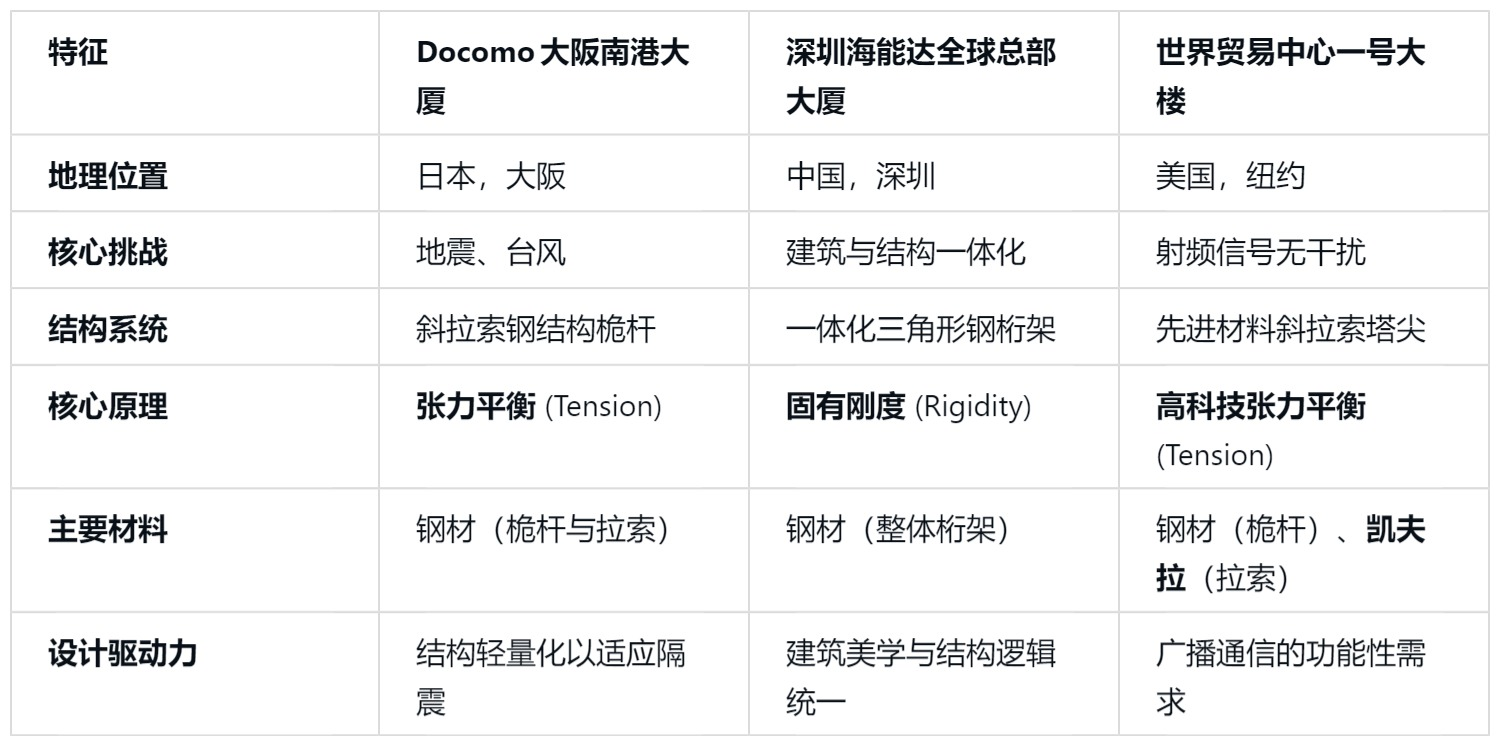 特征
Docomo 大阪南港大
厦
深圳海能达全球总部
大厦
世界贸易中心一号大
楼
地理位置
日本，大阪
中国，深圳
美国，纽约
核心挑战
地震、台风
建筑与结构一体化
射频信号无干扰
结构系统
斜拉索钢结构桅杆
一体化三角形钢桁架
先进材料斜拉索塔尖
核心原理
张力平衡 (Tension)
固有刚度 (Rigidity)
高科技张力平衡
(Tension)
主要材料
钢材（桅杆与拉索）
钢材（整体桁架）
钢材（桅杆）、凯夫
拉（拉索）
设计驱动力
结构轻量化以适应隔
震
建筑美学与结构逻辑
统一
广播通信的功能性需
求